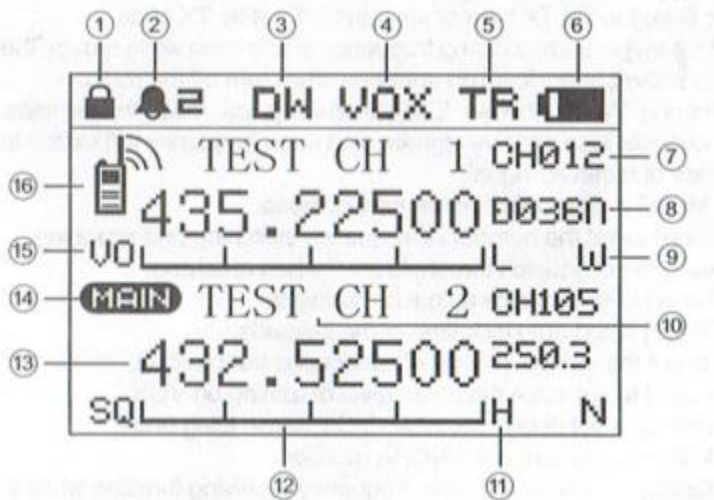 ① ② ③ ④ ⑤ ⑥
2 DW VOX TR
TEST CH 1 CH012 ⑦
⑯ 435.22500 D036N ⑧
⑮ VO L W ⑨
⑭ MAIN TEST CH 2 CH105 ⑩
⑬ 432.52500 250.3
SQ H N
⑫ ⑪